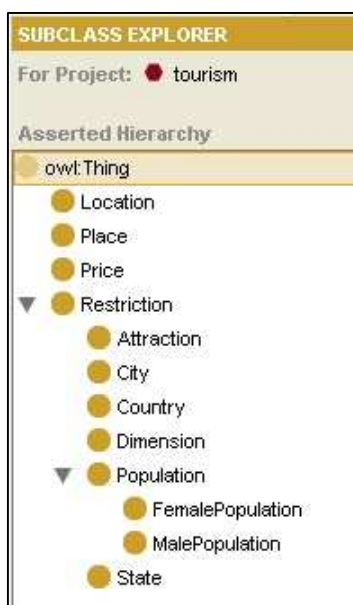 SUBCLASS EXPLORER
For Project: tourism
Asserted Hierarchy
owl:Thing
Location
Place
Price
Restriction
Attraction
City
Country
Dimension
Population
FemalePopulation
MalePopulation
State